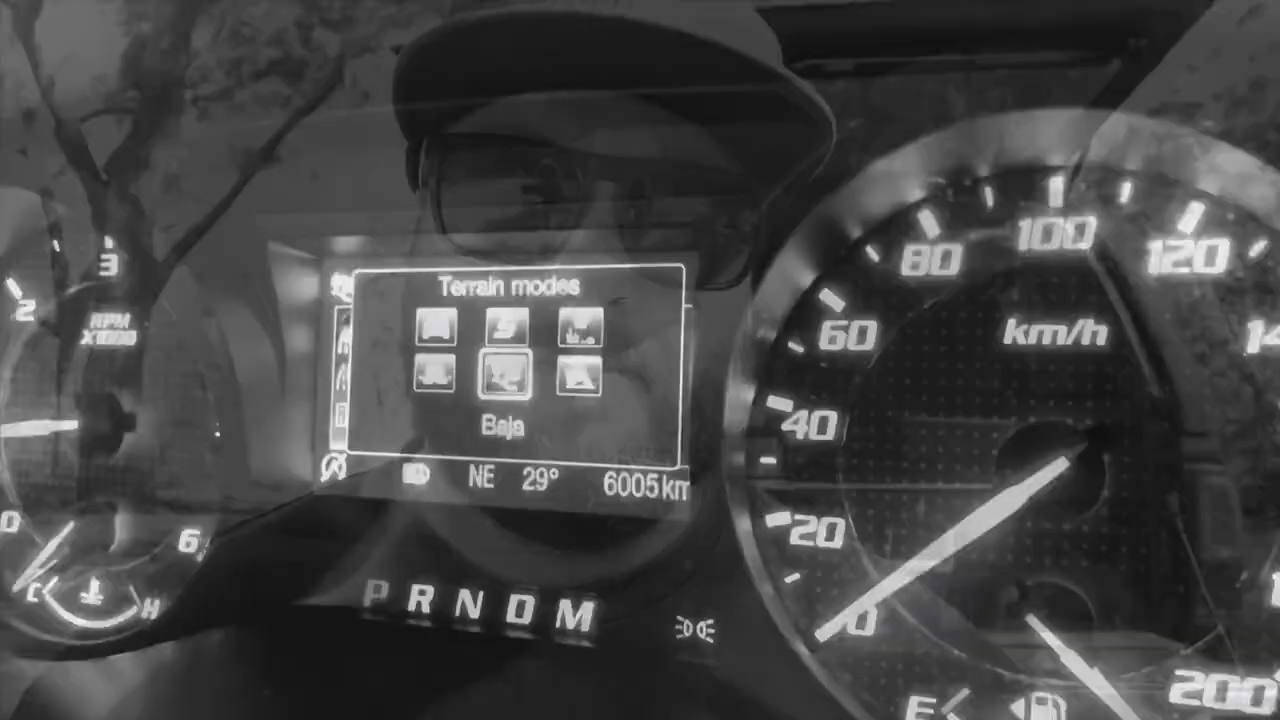 Terrain modes
Baja
NE 29° 6005km
P R N D M
2
3
RPM
X1000
6
C H
0
20
40
60
80
100
120
km/h
200
E